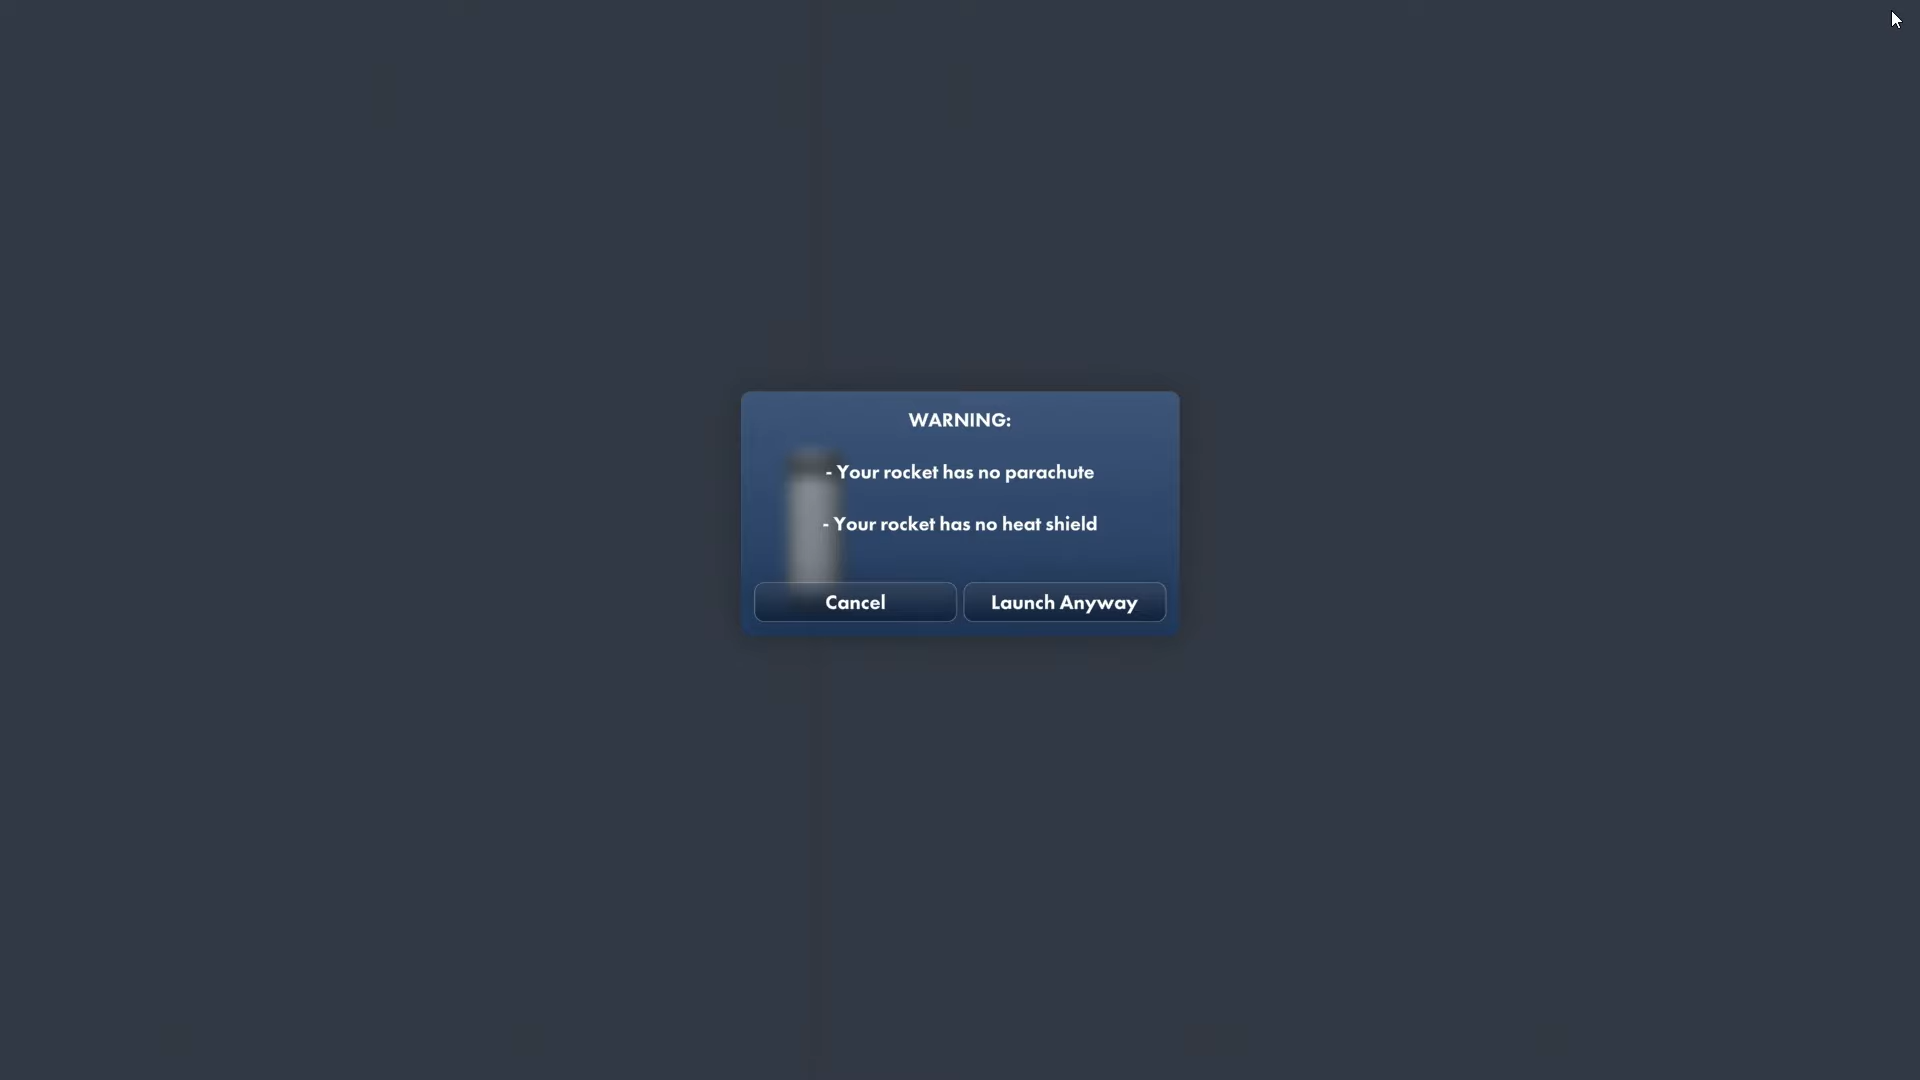 WARNING:
- Your rocket has no parachute
- Your rocket has no heat shield
Cancel
Launch Anyway